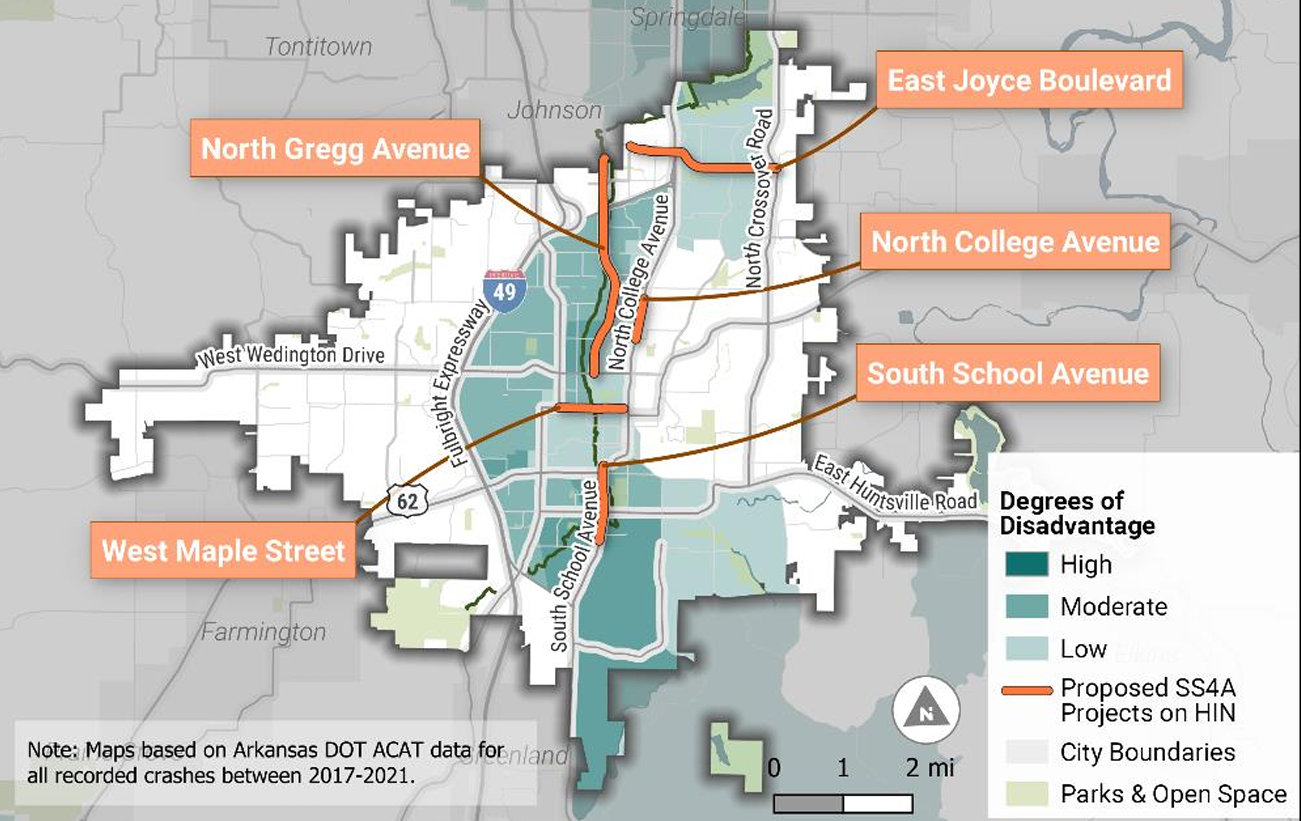 Springdale
Tontitown
Johnson
East Joyce Boulevard
North Gregg Avenue
North Crossover Road
North College Avenue
North College Avenue
INTERSTATE
49
Fulbright Expressway
West Wedington Drive
South School Avenue
62
East Huntsville Road
West Maple Street
South School Avenue
Farmington
Greenland
Elkins
Note: Maps based on Arkansas DOT ACAT data for
all recorded crashes between 2017-2021.
N
0 1 2 mi
Degrees of
Disadvantage
High
Moderate
Low
Proposed SS4A
Projects on HIN
City Boundaries
Parks & Open Space